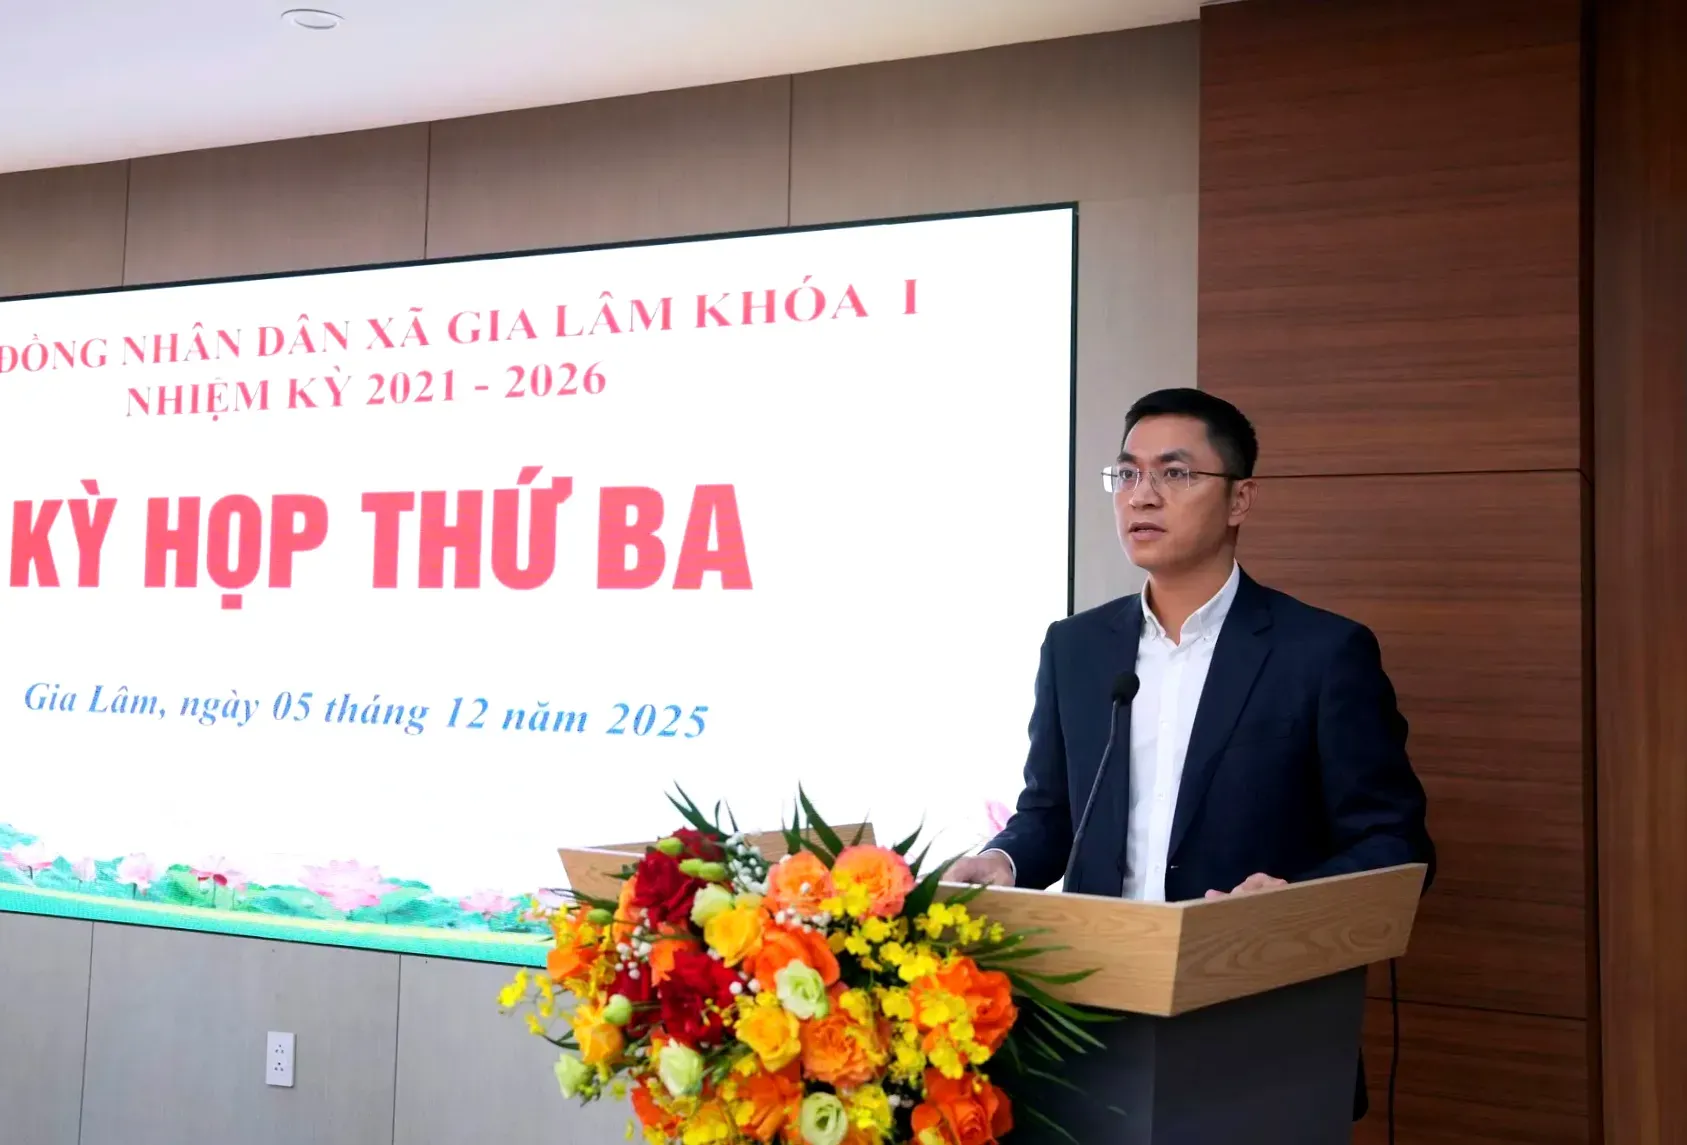 ĐỒNG NHÂN DÂN XÃ GIA LÂM KHÓA I
NHIỆM KỲ 2021 - 2026
KỲ HỌP THỨ BA
Gia Lâm, ngày 05 tháng 12 năm 2025